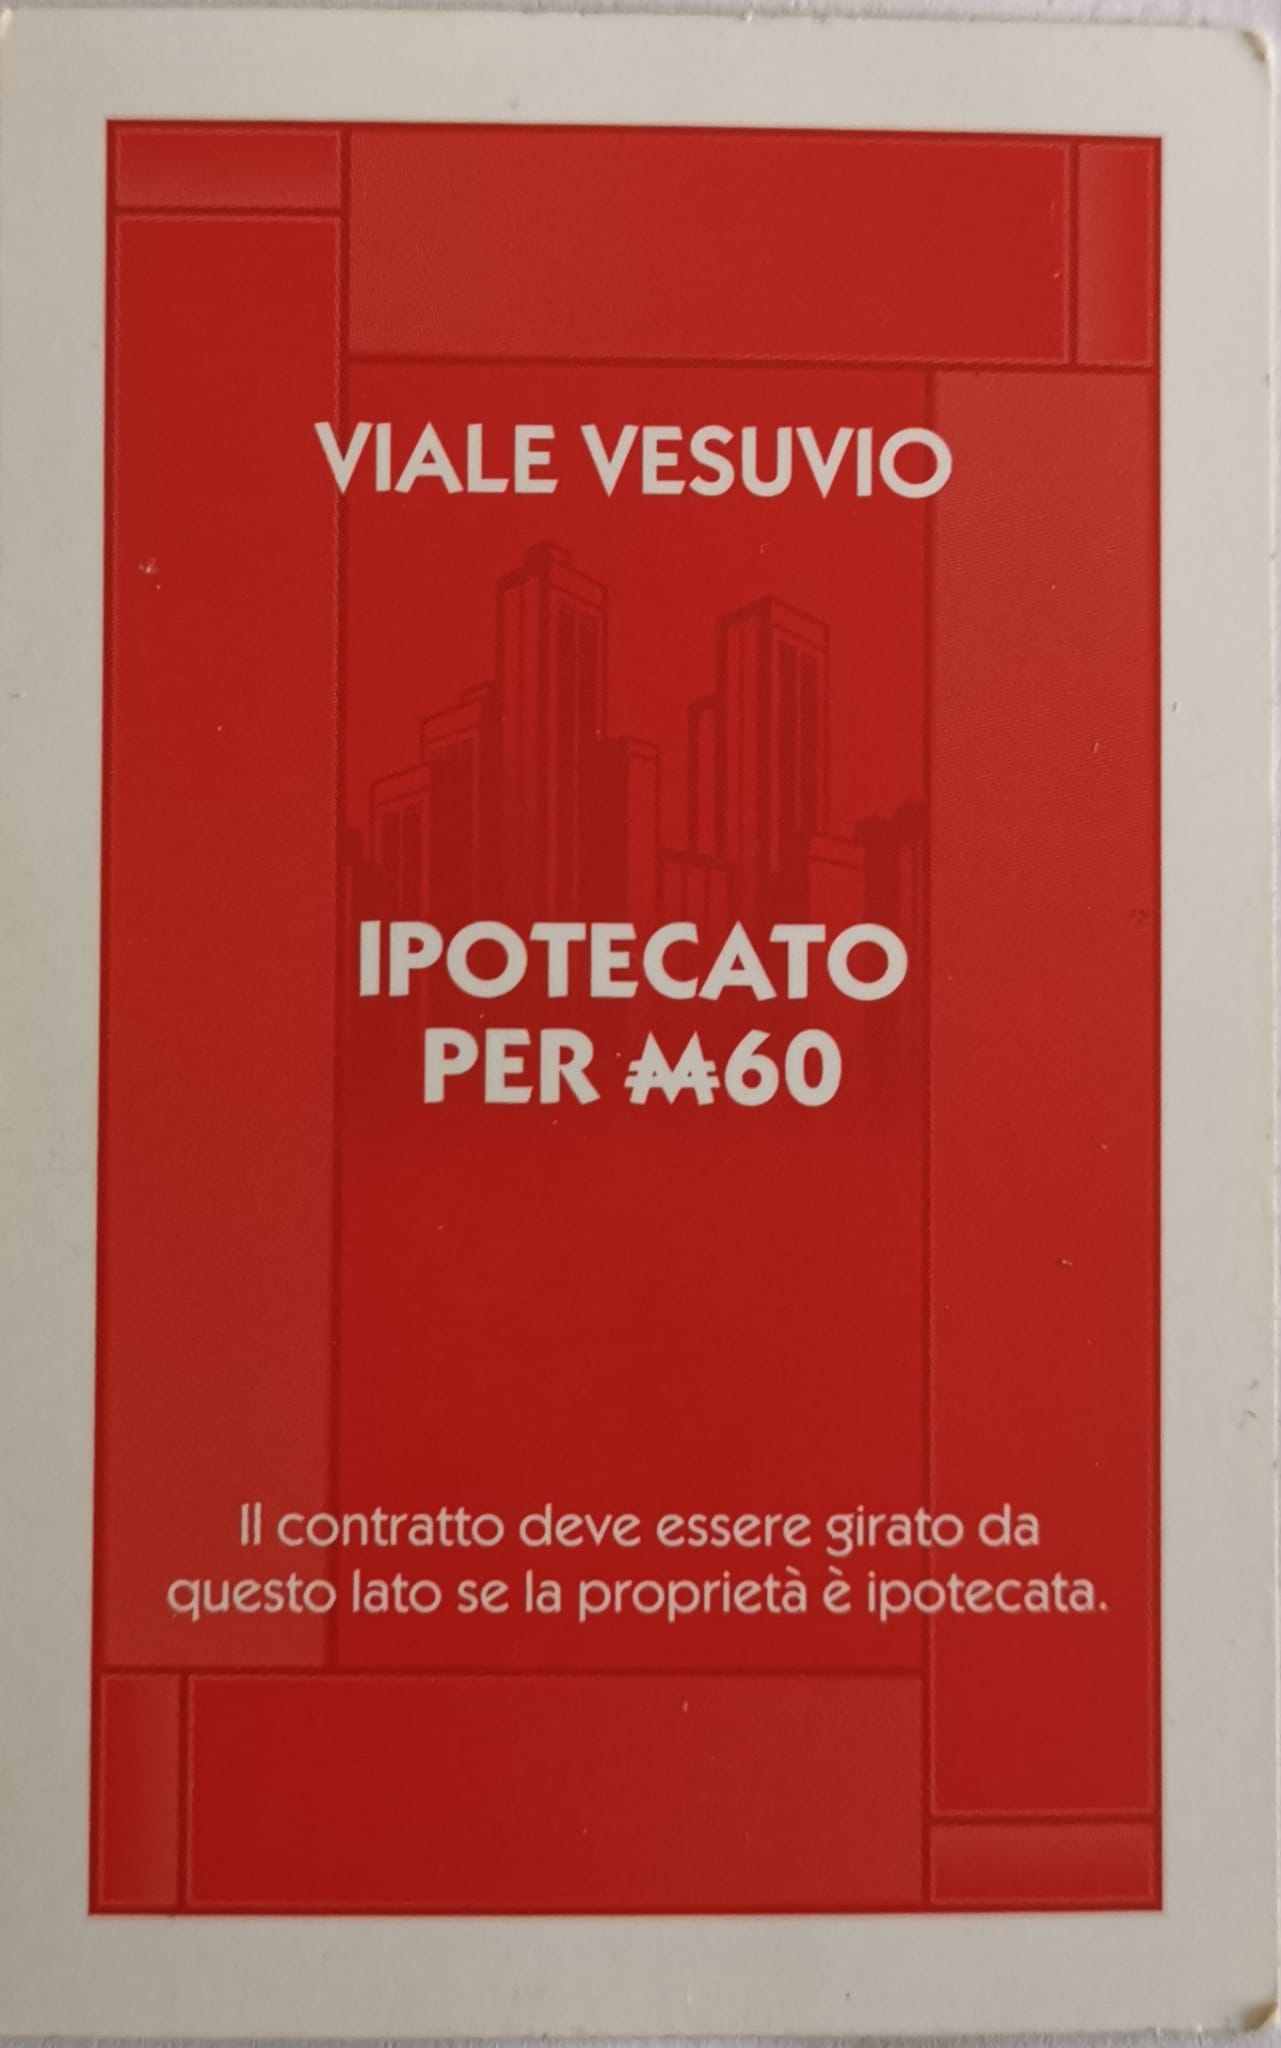 VIALE VESUVIO
IPOTECATO
PER ₩60
Il contratto deve essere girato da
questo lato se la proprietà è ipotecata.